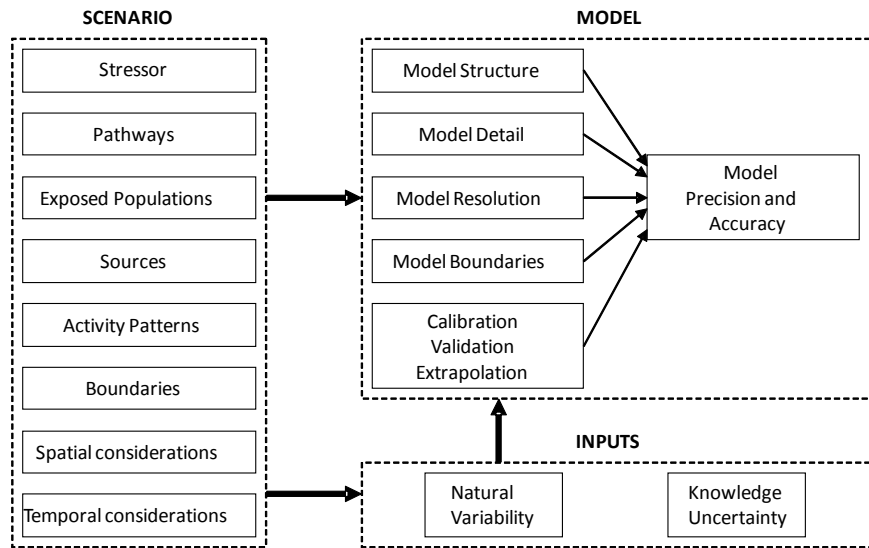 SCENARIO
Stressor
Pathways
Exposed Populations
Sources
Activity Patterns
Boundaries
Spatial considerations
Temporal considerations
MODEL
Model Structure
Model Detail
Model Resolution
Model Boundaries
Calibration
Validation
Extrapolation
Model
Precision and
Accuracy
INPUTS
Natural
Variability
Knowledge
Uncertainty